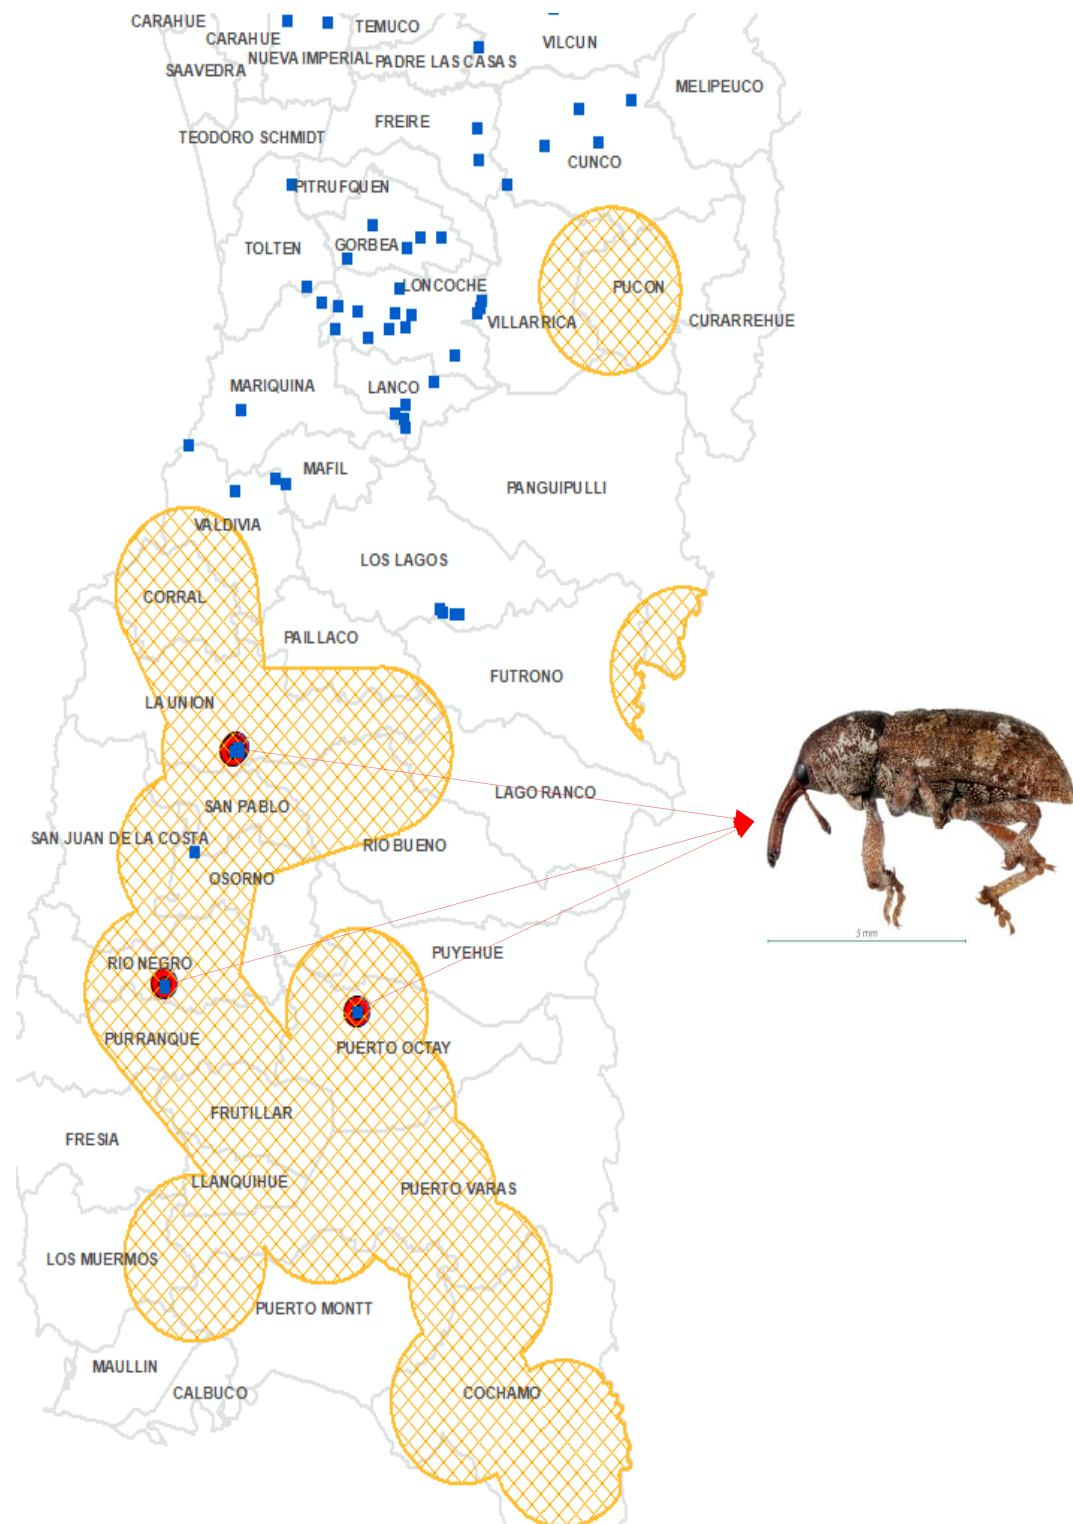 CARAHUE
TEMUCO
CARAHUE
VILCUN
NUEVA IMPERIAL
PADRE LAS CASAS
SAAVEDRA
MELIPEUCO
FREIRE
TEODORO SCHMIDT
CUNCO
PITRUFQUEN
TOLTEN
GORBEA
LONCOCHE
PUCON
VILLARRICA
CURARREHUE
MARIQUINA
LANCO
MAFIL
PANGUIPULLI
VALDIVIA
LOS LAGOS
CORRAL
PAILLACO
FUTRONO
LA UNION
LAGO RANCO
SAN PABLO
SAN JUAN DE LA COSTA
RIO BUENO
OSORNO
5 mm
PUYEHUE
RIO NEGRO
PURRANQUE
PUERTO OCTAY
FRUTILLAR
FRESIA
LLANQUIHUE
PUERTO VARAS
LOS MUERMOS
PUERTO MONTT
MAULLIN
CALBUCO
COCHAMO